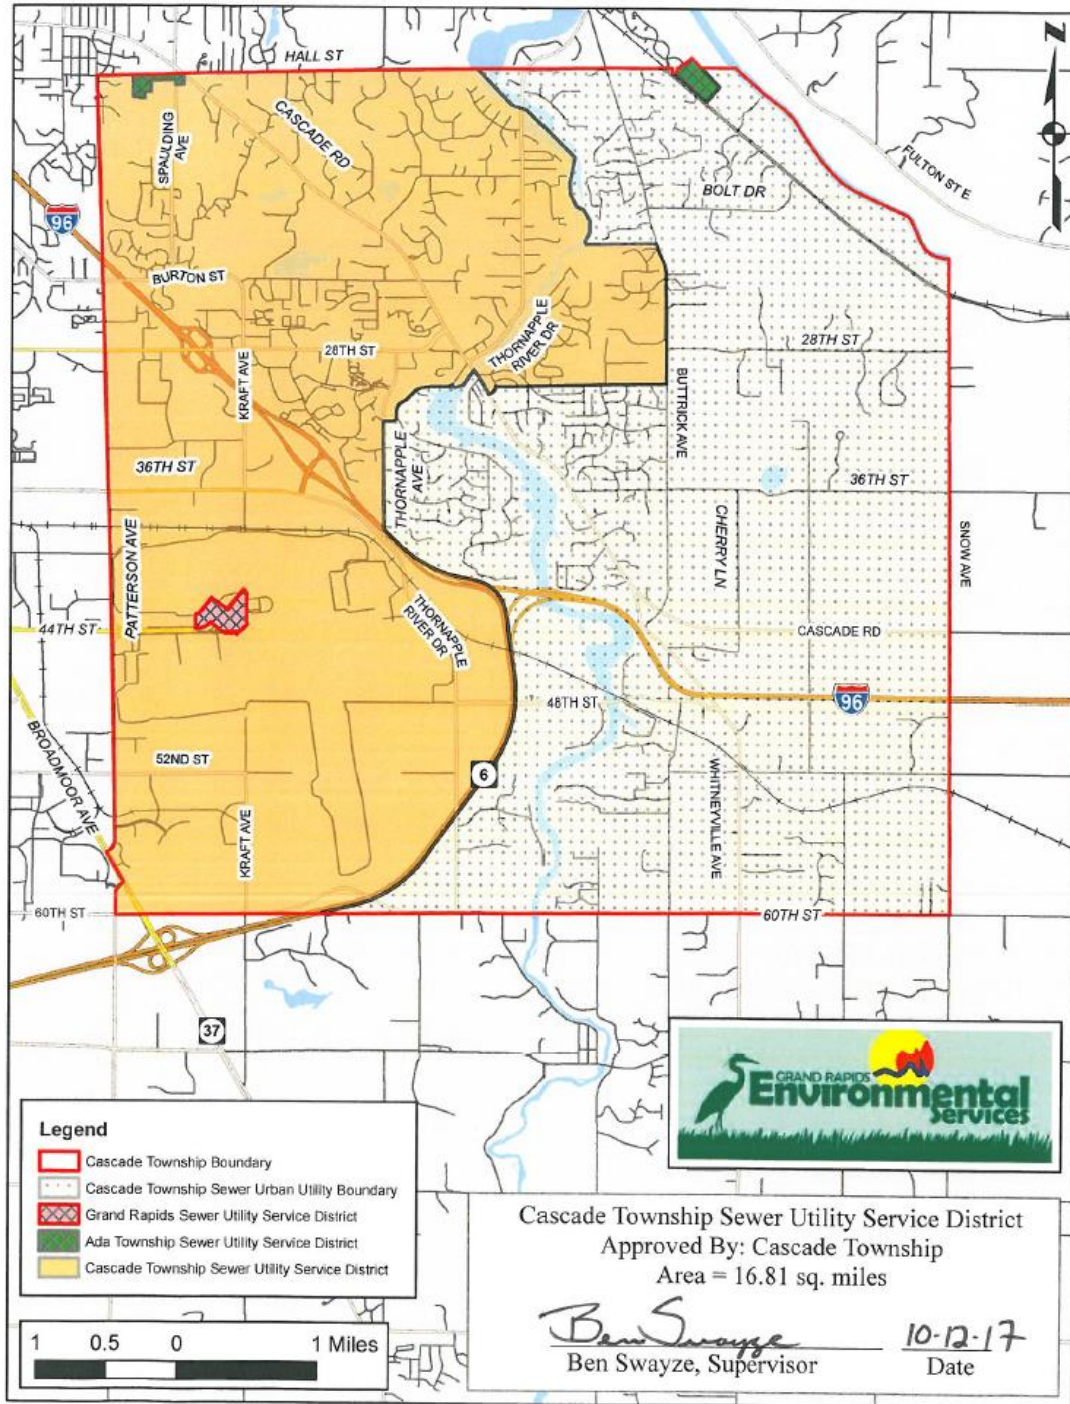 HALL ST
CASCADE RD
SPAULDING
AVE
FULTON ST E
N
BOLT DR
96
BURTON ST
THORNAPPLE
RIVER DR
28TH ST
28TH ST
KRAFT AVE
BUTTRICK AVE
THORNAPPLE
AVE
36TH ST
36TH ST
CHERRY LN
SNOW AVE
PATTERSON AVE
THORNAPPLE
RIVER DR
44TH ST
CASCADE RD
96
48TH ST
BROADMOOR AVE
52ND ST
6
WHITNEYVILLE AVE
KRAFT AVE
60TH ST
60TH ST
37
GRAND RAPIDS
Environmental
Services
Legend
Cascade Township Boundary
Cascade Township Sewer Urban Utility Boundary
Grand Rapids Sewer Utility Service District
Ada Township Sewer Utility Service District
Cascade Township Sewer Utility Service District
Cascade Township Sewer Utility Service District
Approved By: Cascade Township
Area = 16.81 sq. miles
Ben Swayze 10-12-17
Ben Swayze, Supervisor Date
1 0.5 0 1 Miles